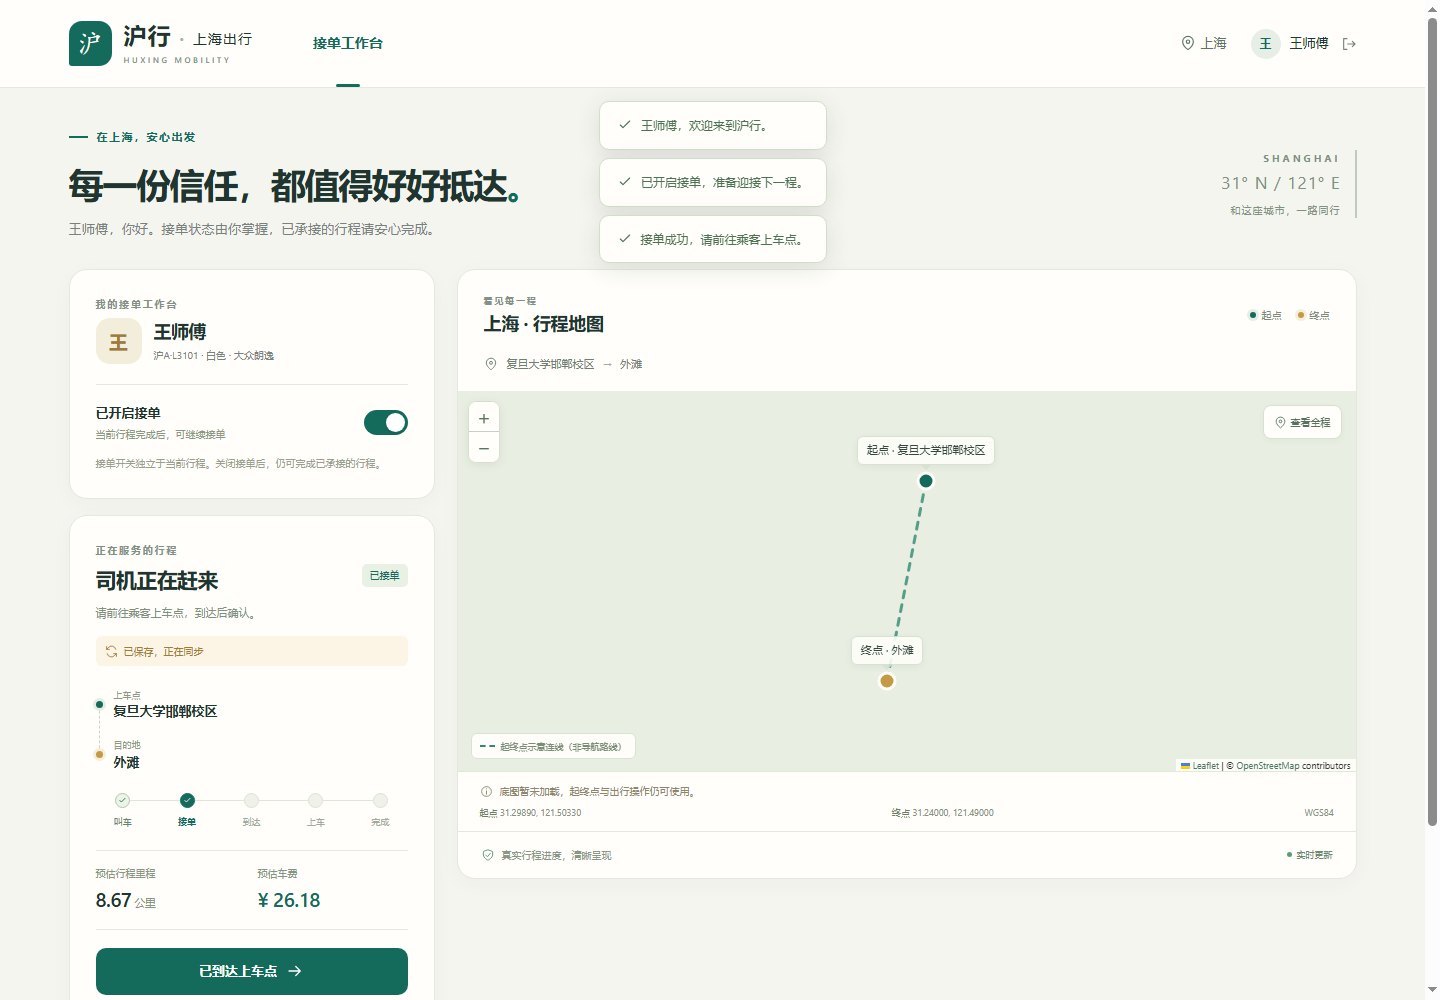 沪
沪行 · 上海出行
HUXING MOBILITY
接单工作台
上海
王
王师傅
王师傅，欢迎来到沪行。
已开启接单，准备迎接下一程。
接单成功，请前往乘客上车点。
在上海，安心出发
每一份信任，都值得好好抵达。
王师傅，你好。接单状态由你掌握，已承接的行程请安心完成。
SHANGHAI
31° N / 121° E
和这座城市，一路同行
我的接单工作台
王
王师傅
沪A·L3101 · 白色 · 大众朗逸
已开启接单
当前行程完成后，可继续接单
接单开关独立于当前行程。关闭接单后，仍可完成已承接的行程。
正在服务的行程
司机正在赶来
已接单
请前往乘客上车点，到达后确认。
已保存，正在同步
上车点
复旦大学邯郸校区
目的地
外滩
叫车
接单
到达
上车
完成
预估行程里程
8.67 公里
预估车费
¥ 26.18
已到达上车点 →
看见每一程
上海 · 行程地图
起点
终点
复旦大学邯郸校区 → 外滩
+
−
查看全程
起点 · 复旦大学邯郸校区
终点 · 外滩
起终点示意连线（非导航路线）
Leaflet | © OpenStreetMap contributors
底图暂未加载，起终点与出行操作仍可使用。
起点 31.29890, 121.50330
终点 31.24000, 121.49000
WGS84
真实行程进度，清晰呈现
实时更新